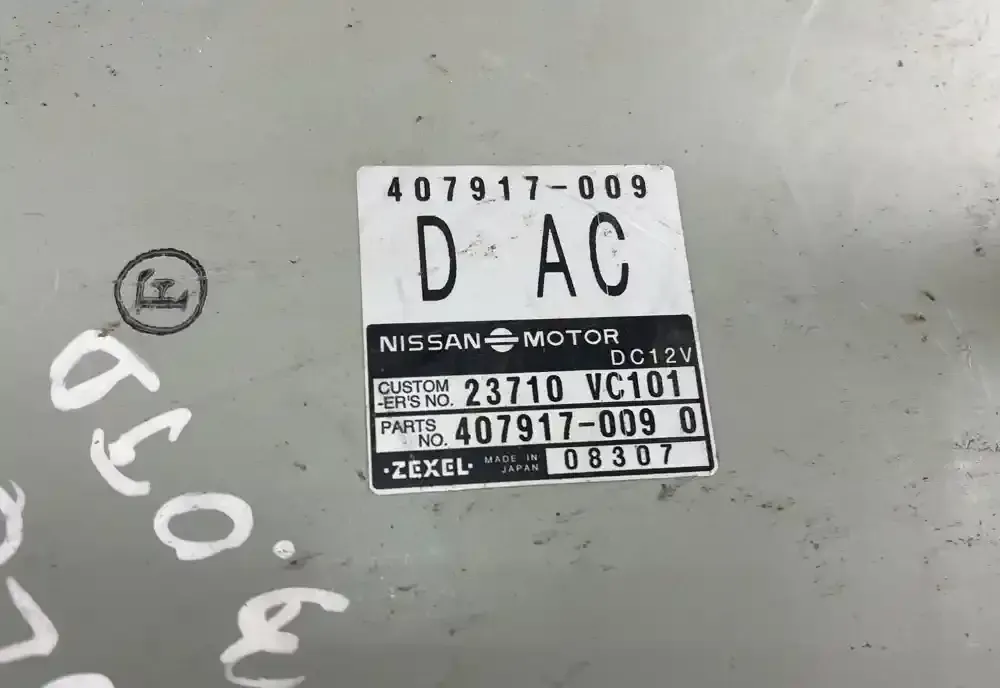 407917-009
D AC
NISSAN MOTOR
DC12V
CUSTOM
-ER'S NO. 23710 VC101
PARTS
NO. 407917-009 0
·ZEXEL· MADE IN
JAPAN 08307
F